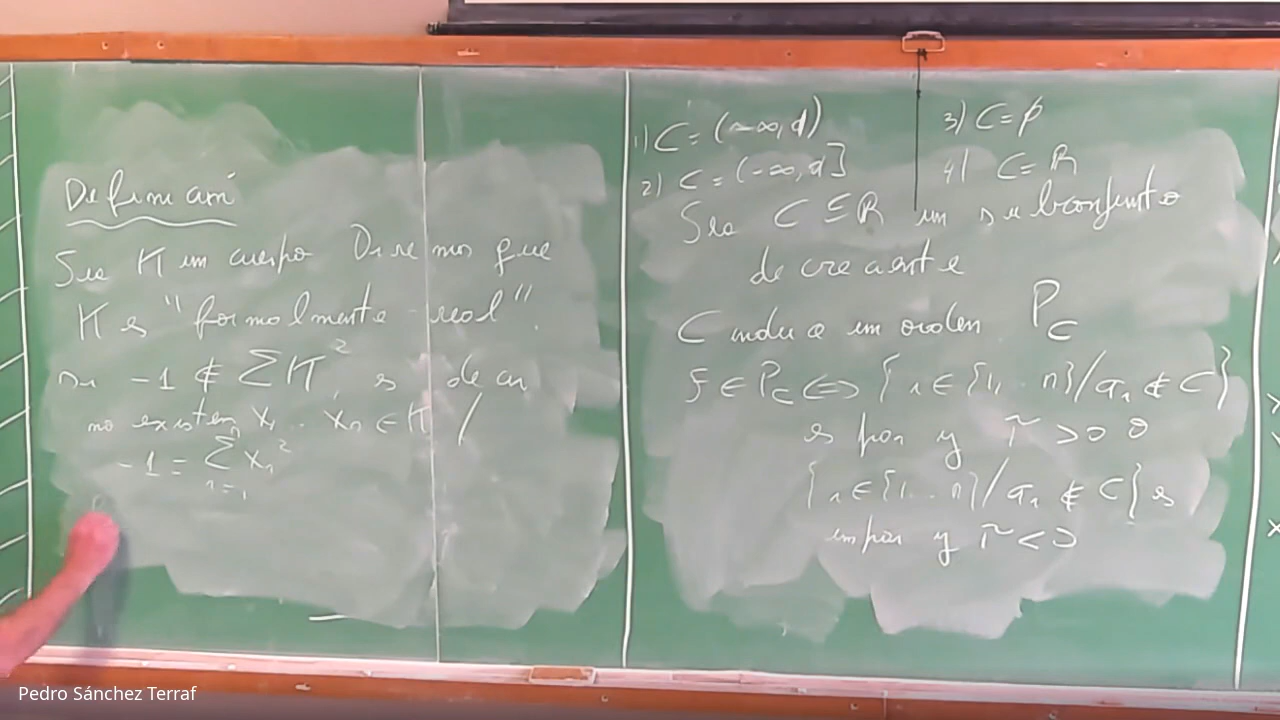 Definición
Sea K un cuerpo Diremos que
K es "formalmente real".
si -1 ∉ ΣK², es decir,
no existen x₁ .. xₙ ∈ K /
-1 = Σⁿᵢ₌₁ xᵢ²
1) C = (-∞, d)
2) C = (-∞, d]
3) C = ∅
4) C = ℝ
Sea C ⊆ ℝ un subconjunto
decreciente
C induce un orden P_C
f ∈ P_C ⟺ {i ∈ {1, .. n} / aᵢ ∉ C}
es par y r̃ > 0 o
{i ∈ {1 .. n} / aᵢ ∉ C} es
impar y r̃ < 0
Pedro Sánchez Terraf